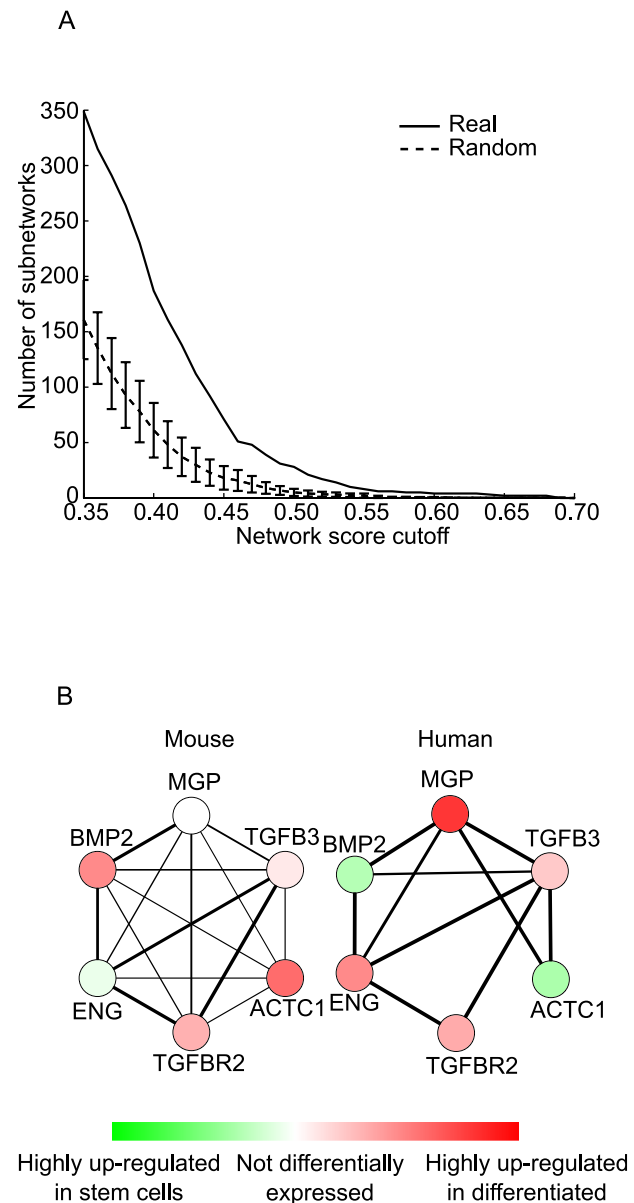 A
350
300
250
200
150
100
50
0
Number of subnetworks
Real
Random
0.35 0.40 0.45 0.50 0.55 0.60 0.65 0.70
Network score cutoff
B
Mouse
MGP
BMP2
TGFB3
ENG
ACTC1
TGFBR2
Human
MGP
BMP2
TGFB3
ENG
ACTC1
TGFBR2
Highly up-regulated
in stem cells
Not differentially
expressed
Highly up-regulated
in differentiated